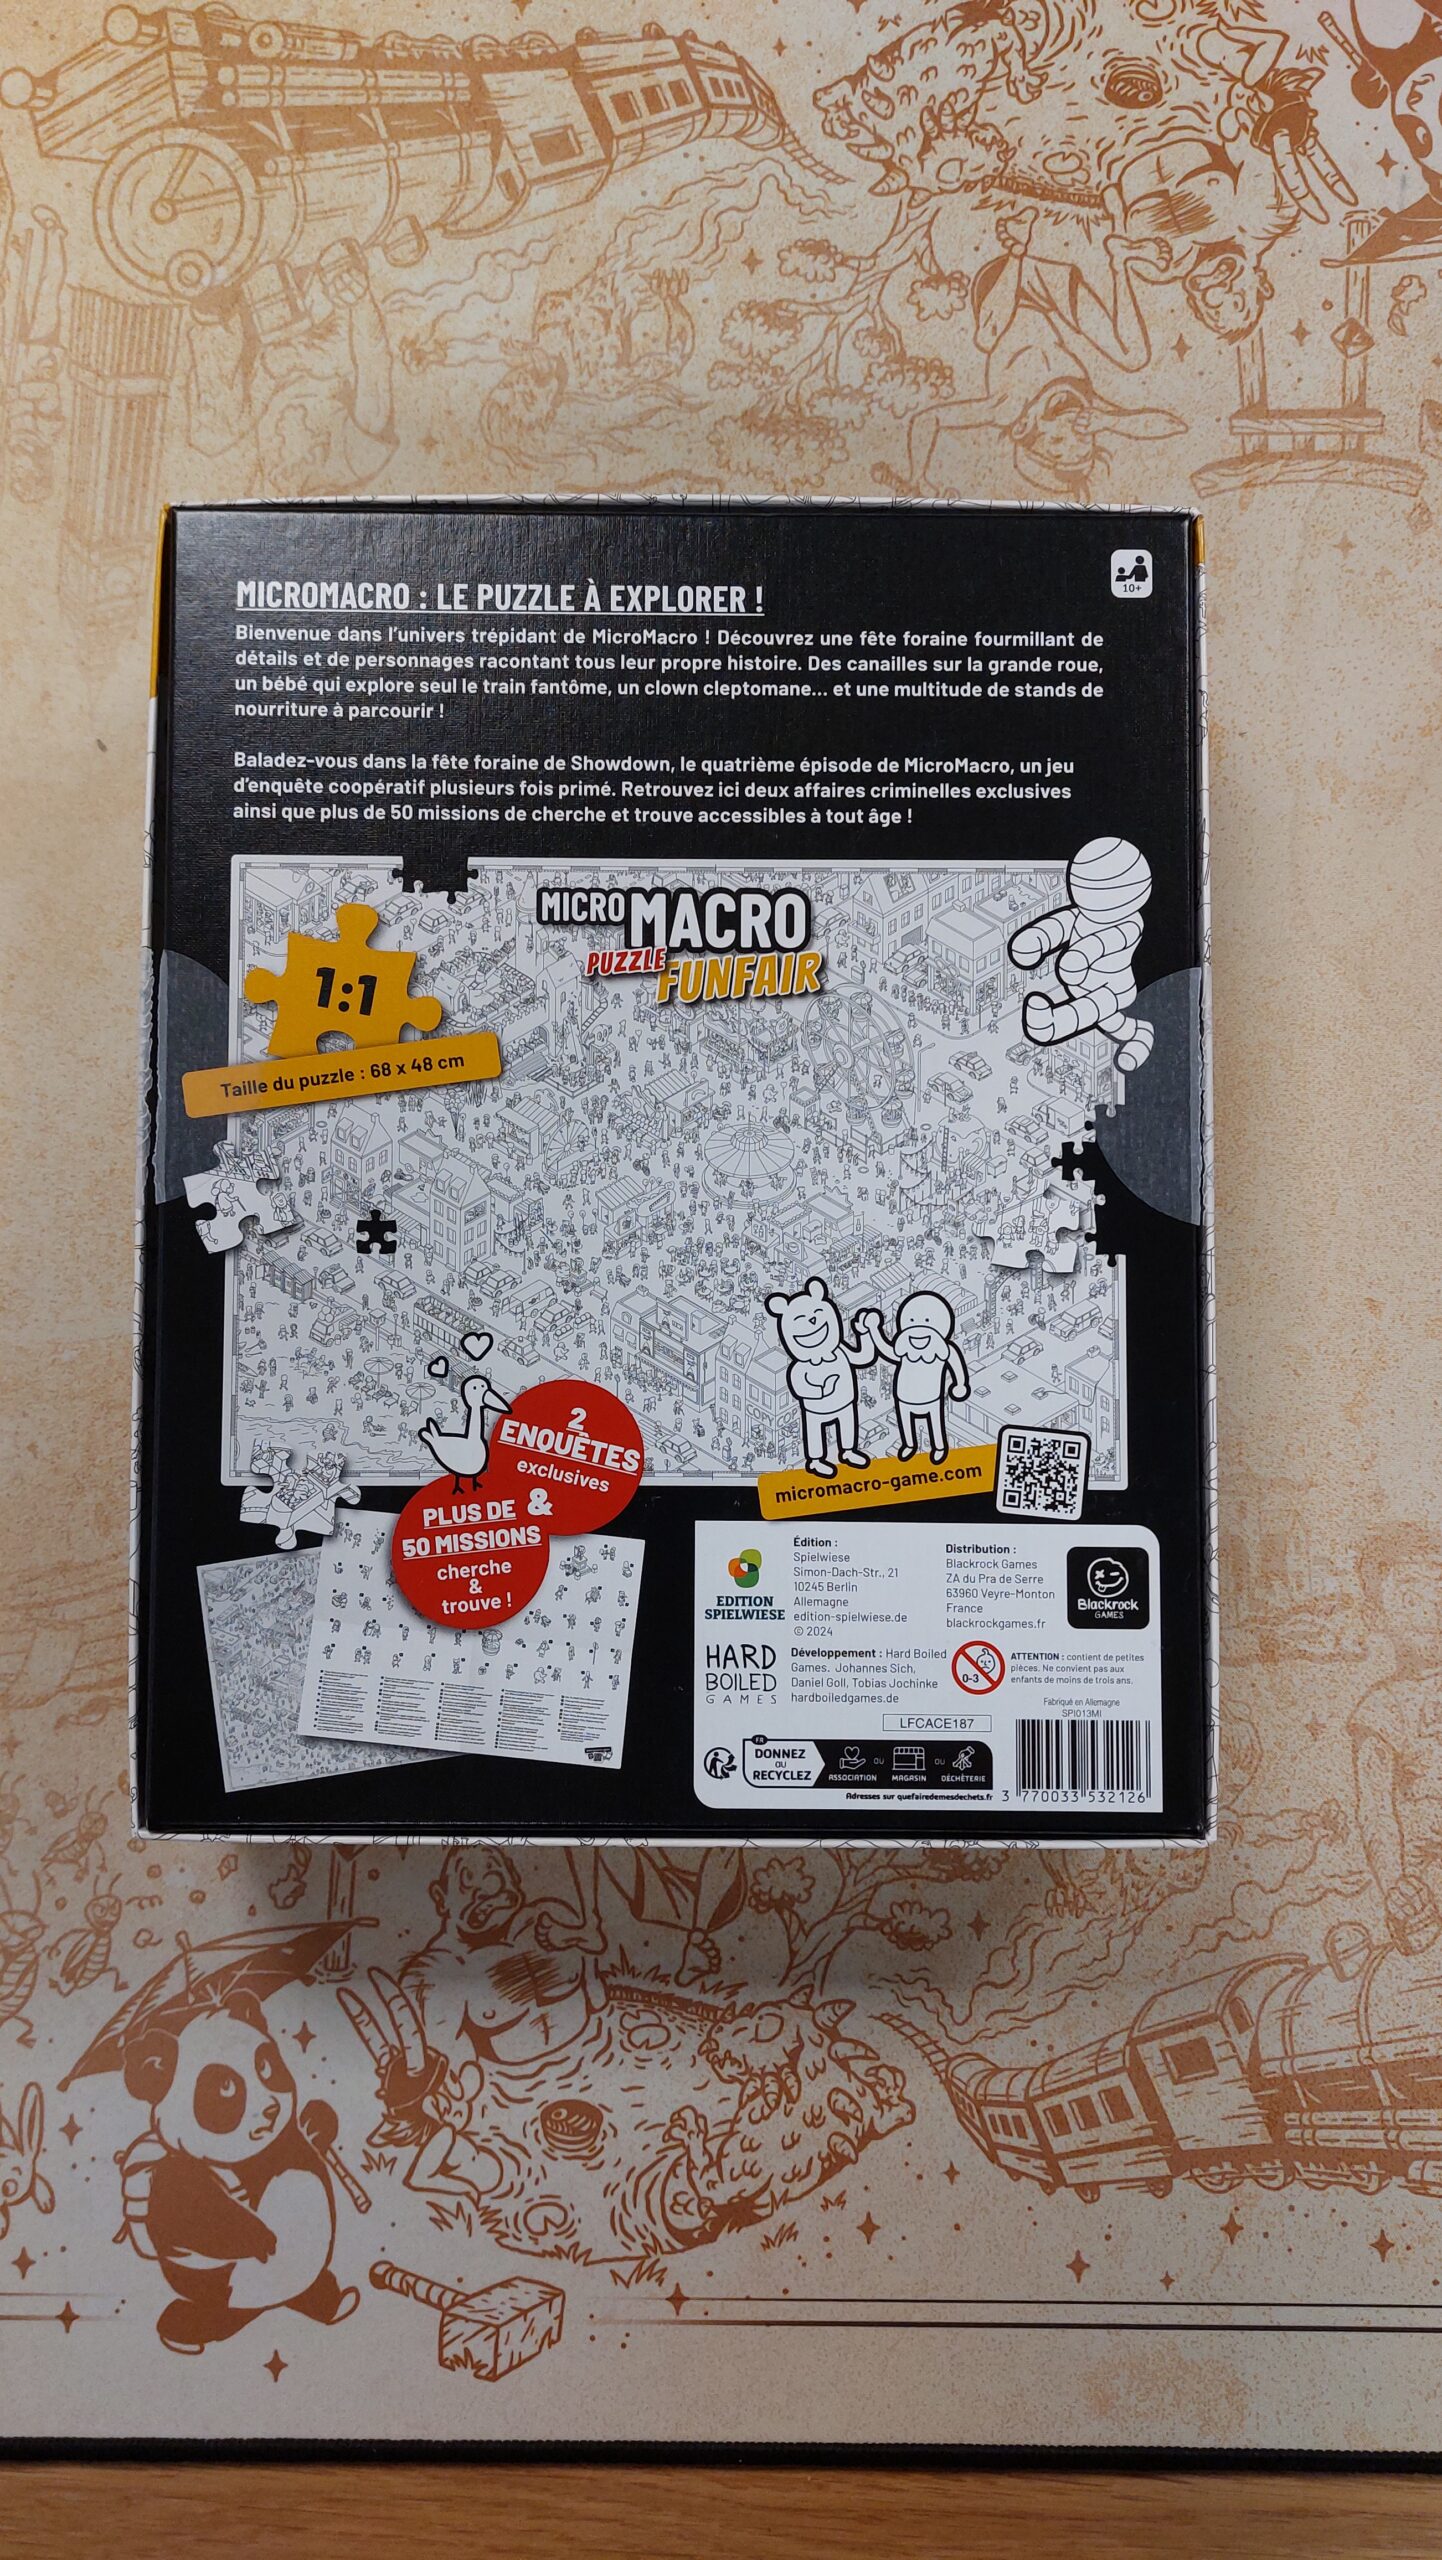 MICROMACRO : LE PUZZLE À EXPLORER !
10+
Bienvenue dans l'univers trépidant de MicroMacro ! Découvrez une fête foraine fourmillant de
détails et de personnages racontant tous leur propre histoire. Des canailles sur la grande roue,
un bébé qui explore seul le train fantôme, un clown cleptomane... et une multitude de stands de
nourriture à parcourir !
Baladez-vous dans la fête foraine de Showdown, le quatrième épisode de MicroMacro, un jeu
d'enquête coopératif plusieurs fois primé. Retrouvez ici deux affaires criminelles exclusives
ainsi que plus de 50 missions de cherche et trouve accessibles à tout âge !
MICRO MACRO
PUZZLE FUNFAIR
1:1
Taille du puzzle : 68 x 48 cm
COPY COP
2
ENQUÊTES
exclusives
&
PLUS DE
50 MISSIONS
cherche
&
trouve !
micromacro-game.com
EDITION
SPIELWIESE
Édition :
Spielwiese
Simon-Dach-Str., 21
10245 Berlin
Allemagne
edition-spielwiese.de
© 2024
Distribution :
Blackrock Games
ZA du Pra de Serre
63960 Veyre-Monton
France
blackrockgames.fr
Blackrock
GAMES
HARD
BOILED
GAMES
Développement : Hard Boiled
Games. Johannes Sich,
Daniel Goll, Tobias Jochinke
hardboiledgames.de
0-3
ATTENTION : contient de petites
pièces. Ne convient pas aux
enfants de moins de trois ans.
Fabriqué en Allemagne
SPI013MI
LFCACE187
FR
DONNEZ
OU
RECYCLEZ
ASSOCIATION
OU
MAGASIN
OU
DÉCHÈTERIE
Adresses sur quefairedemesdechets.fr
3 770033 532126